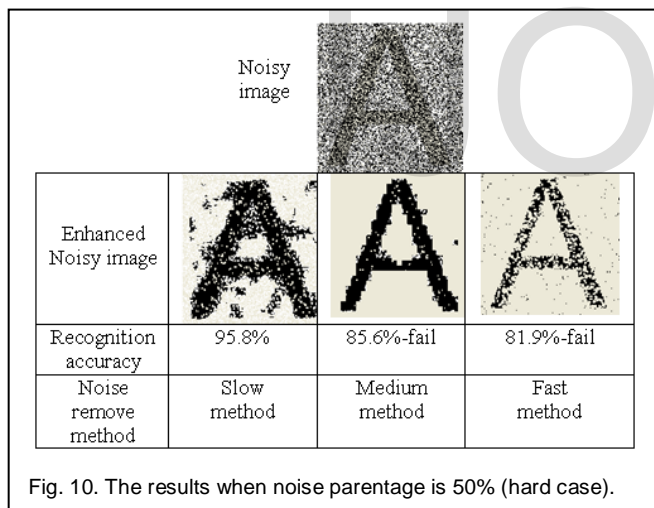 Noisy
image
A
Enhanced
Noisy image
A
A
A
Recognition
accuracy
95.8%
85.6%-fail
81.9%-fail
Noise
remove
method
Slow
method
Medium
method
Fast
method
Fig. 10. The results when noise parentage is 50% (hard case).